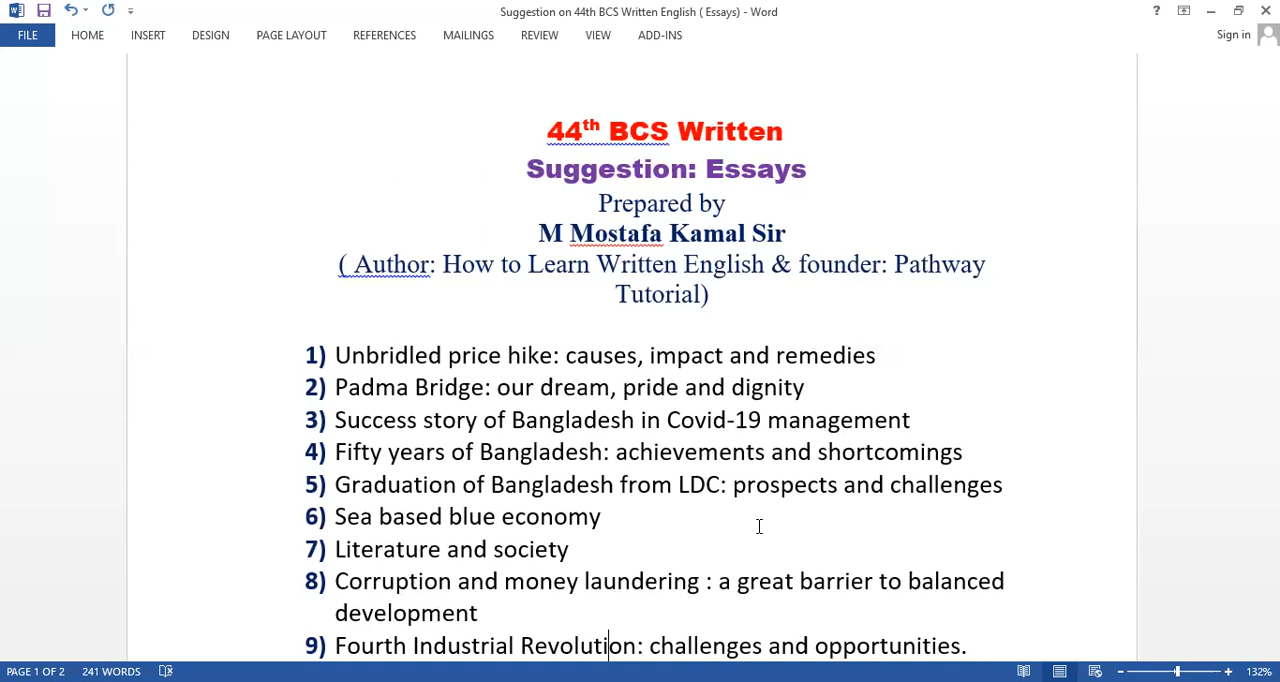 Suggestion on 44th BCS Written English ( Essays) - Word
?
FILE HOME INSERT DESIGN PAGE LAYOUT REFERENCES MAILINGS REVIEW VIEW ADD-INS
Sign in
44th BCS Written
Suggestion: Essays
Prepared by
M Mostafa Kamal Sir
( Author: How to Learn Written English & founder: Pathway
Tutorial)
1) Unbridled price hike: causes, impact and remedies
2) Padma Bridge: our dream, pride and dignity
3) Success story of Bangladesh in Covid-19 management
4) Fifty years of Bangladesh: achievements and shortcomings
5) Graduation of Bangladesh from LDC: prospects and challenges
6) Sea based blue economy
7) Literature and society
8) Corruption and money laundering : a great barrier to balanced
development
9) Fourth Industrial Revolution: challenges and opportunities.
PAGE 1 OF 2 241 WORDS 132%